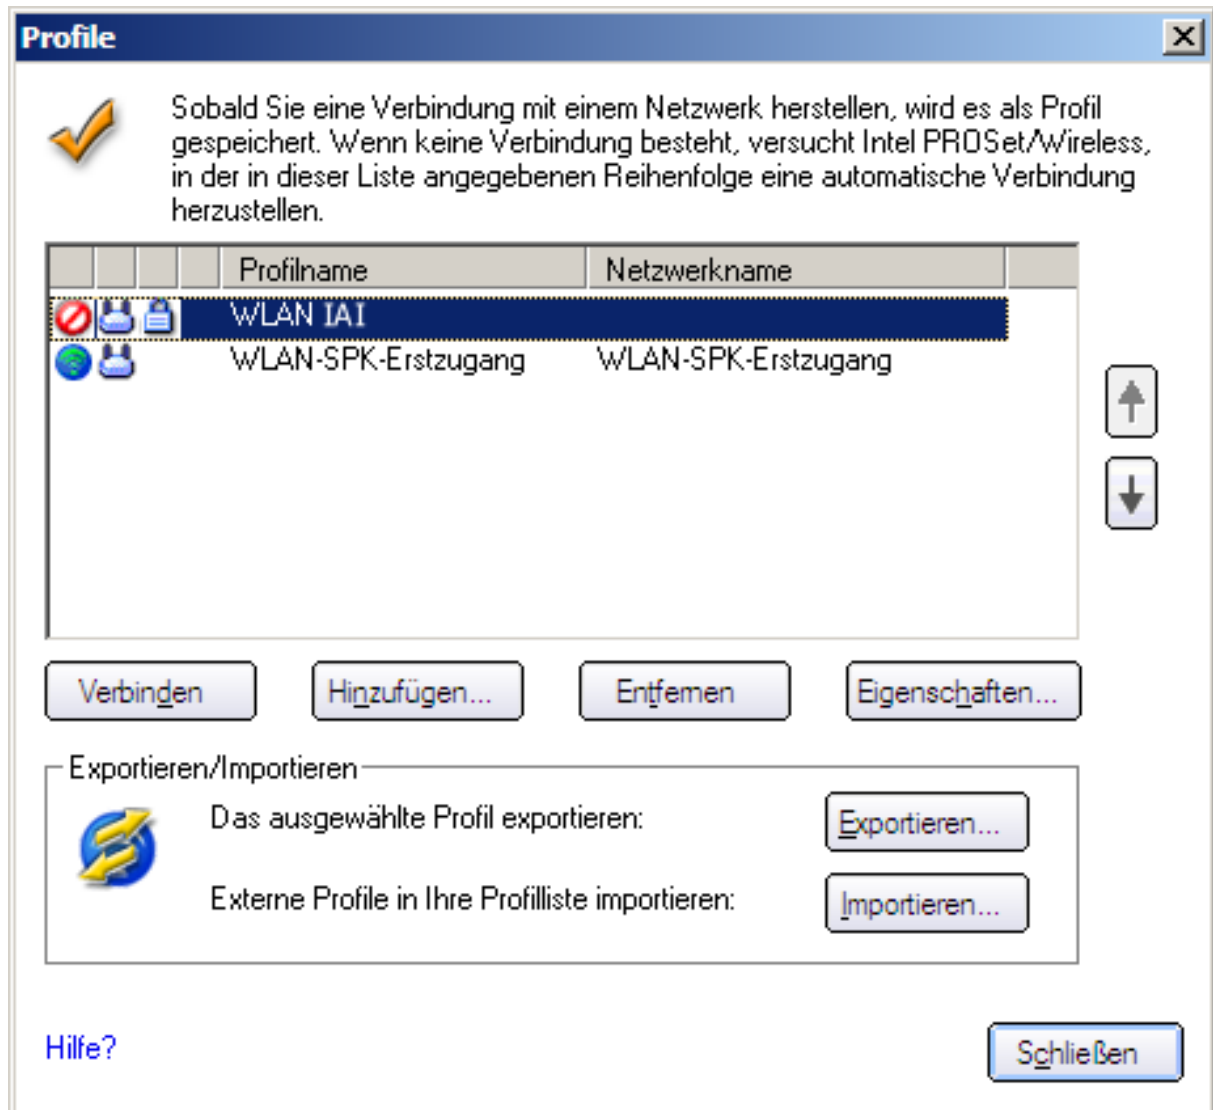 Profile
Sobald Sie eine Verbindung mit einem Netzwerk herstellen, wird es als Profil
gespeichert. Wenn keine Verbindung besteht, versucht Intel PROSet/Wireless,
in der in dieser Liste angegebenen Reihenfolge eine automatische Verbindung
herzustellen.
Profilname Netzwerkname
WLAN IAI
WLAN-SPK-Erstzugang WLAN-SPK-Erstzugang
Verbinden Hinzufügen... Entfernen Eigenschaften...
Exportieren/Importieren
Das ausgewählte Profil exportieren: Exportieren...
Externe Profile in Ihre Profilliste importieren: Importieren...
Hilfe? Schließen